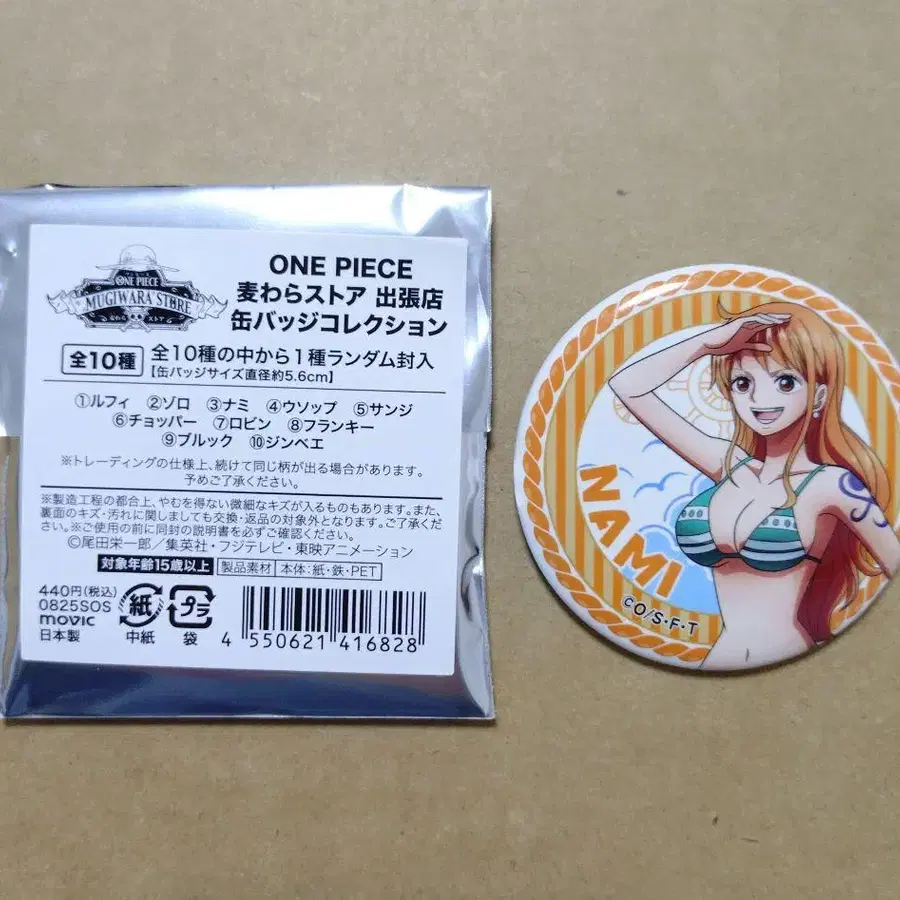 ワンピース
ONE PIECE
MUGIWARA STORE
麦わら ストア
ONE PIECE
麦わらストア 出張店
缶バッジコレクション
全10種 全10種の中から1種ランダム封入
【缶バッジサイズ直径約5.6cm】
①ルフィ ②ゾロ ③ナミ ④ウソップ ⑤サンジ
⑥チョッパー ⑦ロビン ⑧フランキー
⑨ブルック ⑩ジンベエ
※トレーディングの仕様上、続けて同じ柄が出る場合があります。
予めご了承ください。
※製造工程の都合上、やむを得ない微細なキズが入るものもあります。また、
裏面のキズ・汚れに関しましても交換・返品の対象外となります。ご了承くだ
さい。※ご使用の前に同封の説明書を必ずご確認ください。
©尾田栄一郎／集英社・フジテレビ・東映アニメーション
対象年齢15歳以上 製品素材 本体：紙・鉄・PET
440円(税込)
0825SOS
movic
日本製
紙
中紙
プラ
袋
4 550621 416828
NAMI
©O/S・F・T